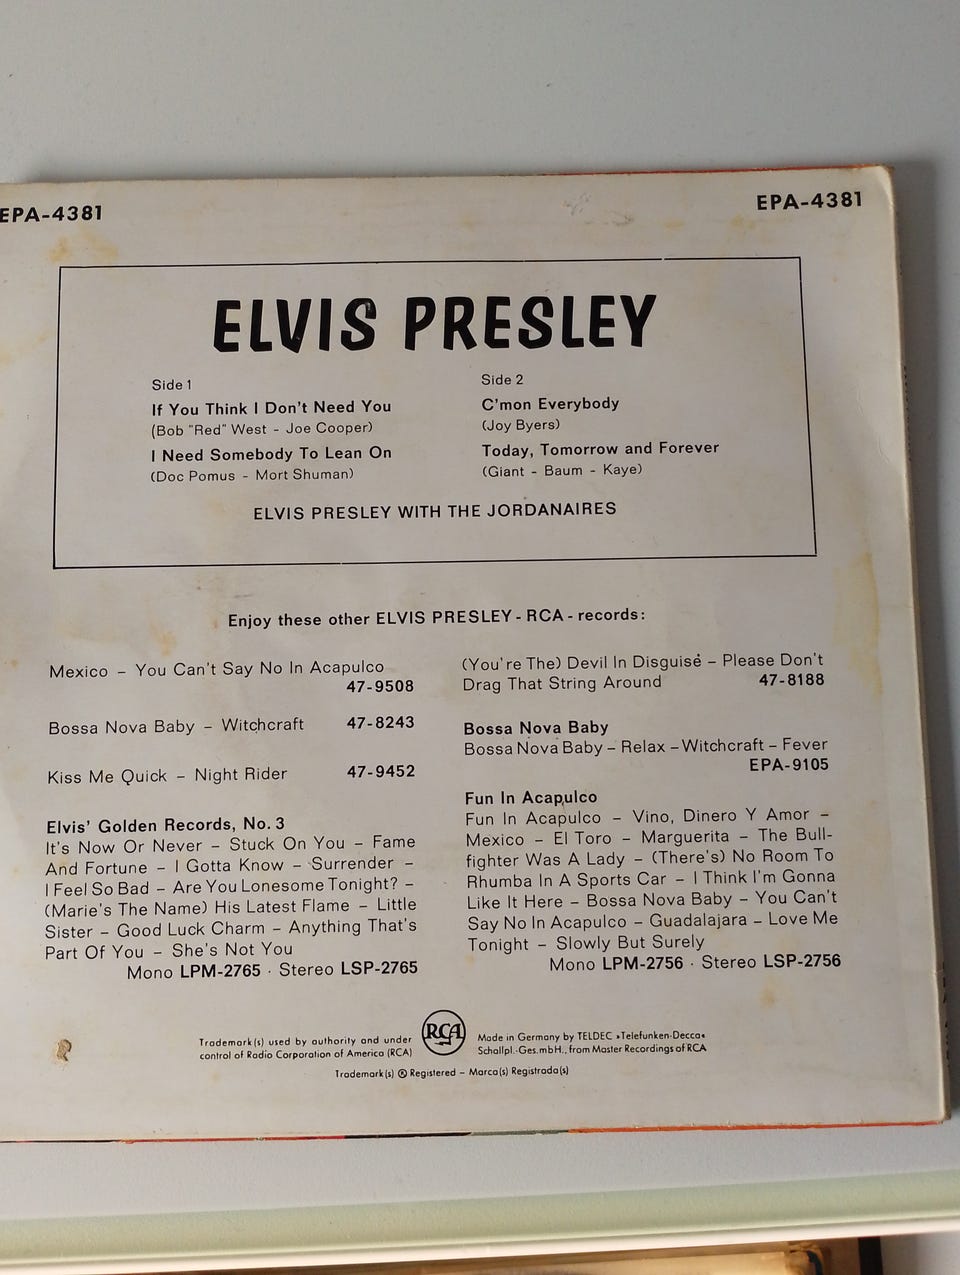 EPA-4381
EPA-4381
ELVIS PRESLEY
Side 1
If You Think I Don't Need You
(Bob "Red" West - Joe Cooper)
I Need Somebody To Lean On
(Doc Pomus - Mort Shuman)
Side 2
C'mon Everybody
(Joy Byers)
Today, Tomorrow and Forever
(Giant - Baum - Kaye)
ELVIS PRESLEY WITH THE JORDANAIRES
Enjoy these other ELVIS PRESLEY - RCA - records:
Mexico – You Can't Say No In Acapulco
47-9508
Bossa Nova Baby – Witchcraft 47-8243
Kiss Me Quick – Night Rider 47-9452
Elvis' Golden Records, No. 3
It's Now Or Never – Stuck On You – Fame
And Fortune – I Gotta Know – Surrender –
I Feel So Bad – Are You Lonesome Tonight? –
(Marie's The Name) His Latest Flame – Little
Sister – Good Luck Charm – Anything That's
Part Of You – She's Not You
Mono LPM-2765 · Stereo LSP-2765
(You're The) Devil In Disguise – Please Don't
Drag That String Around 47-8188
Bossa Nova Baby
Bossa Nova Baby – Relax – Witchcraft – Fever
EPA-9105
Fun In Acapulco
Fun In Acapulco – Vino, Dinero Y Amor –
Mexico – El Toro – Marguerita – The Bull-
fighter Was A Lady – (There's) No Room To
Rhumba In A Sports Car – I Think I'm Gonna
Like It Here – Bossa Nova Baby – You Can't
Say No In Acapulco – Guadalajara – Love Me
Tonight – Slowly But Surely
Mono LPM-2756 · Stereo LSP-2756
Trademark(s) used by authority and under
control of Radio Corporation of America (RCA)
RCA
Made in Germany by TELDEC »Telefunken-Decca«
Schallpl.-Ges.mbH., from Master Recordings of RCA
Trademark(s) ® Registered – Marca(s) Registrada(s)